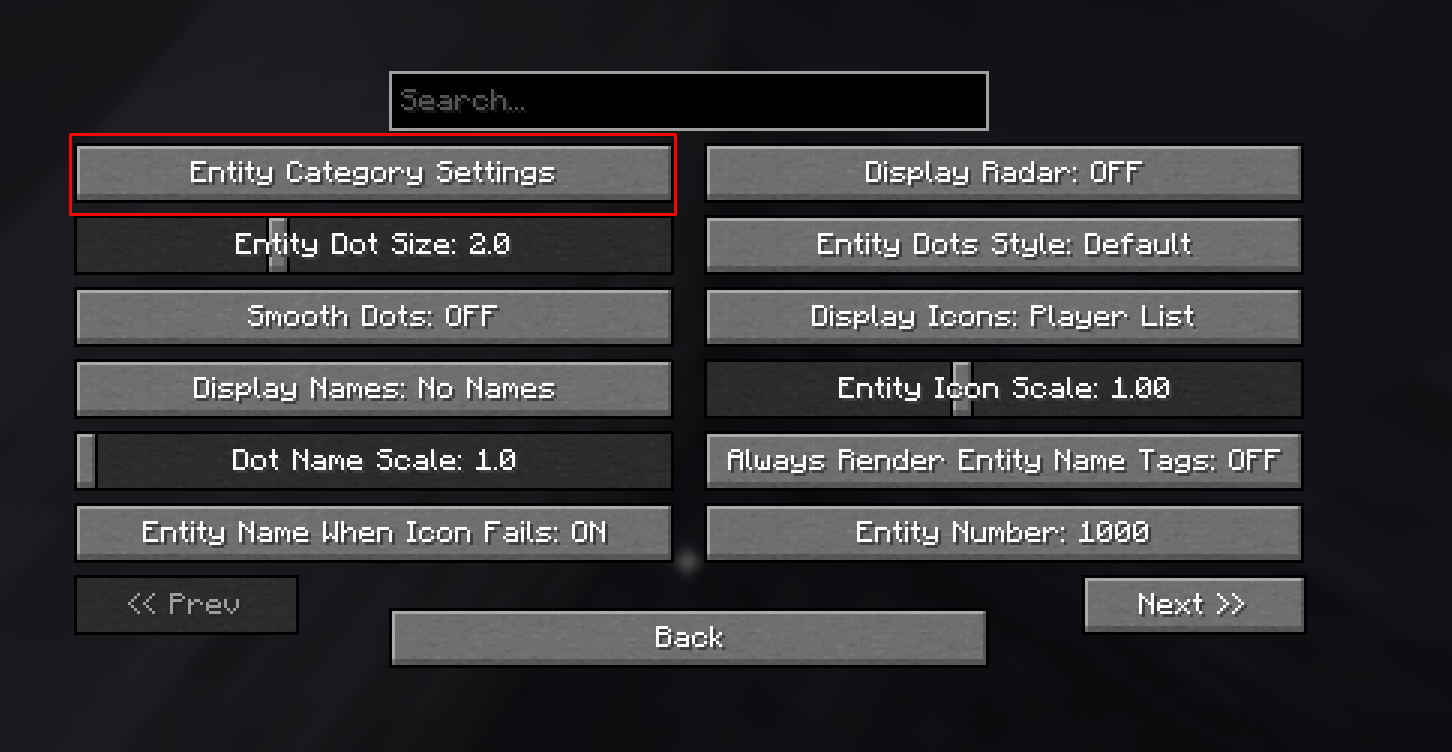 Search...
Entity Category Settings
Display Radar: OFF
Entity Dot Size: 2.0
Entity Dots Style: Default
Smooth Dots: OFF
Display Icons: Player List
Display Names: No Names
Entity Icon Scale: 1.00
Dot Name Scale: 1.0
Always Render Entity Name Tags: OFF
Entity Name When Icon Fails: ON
Entity Number: 1000
<< Prev
Next >>
Back